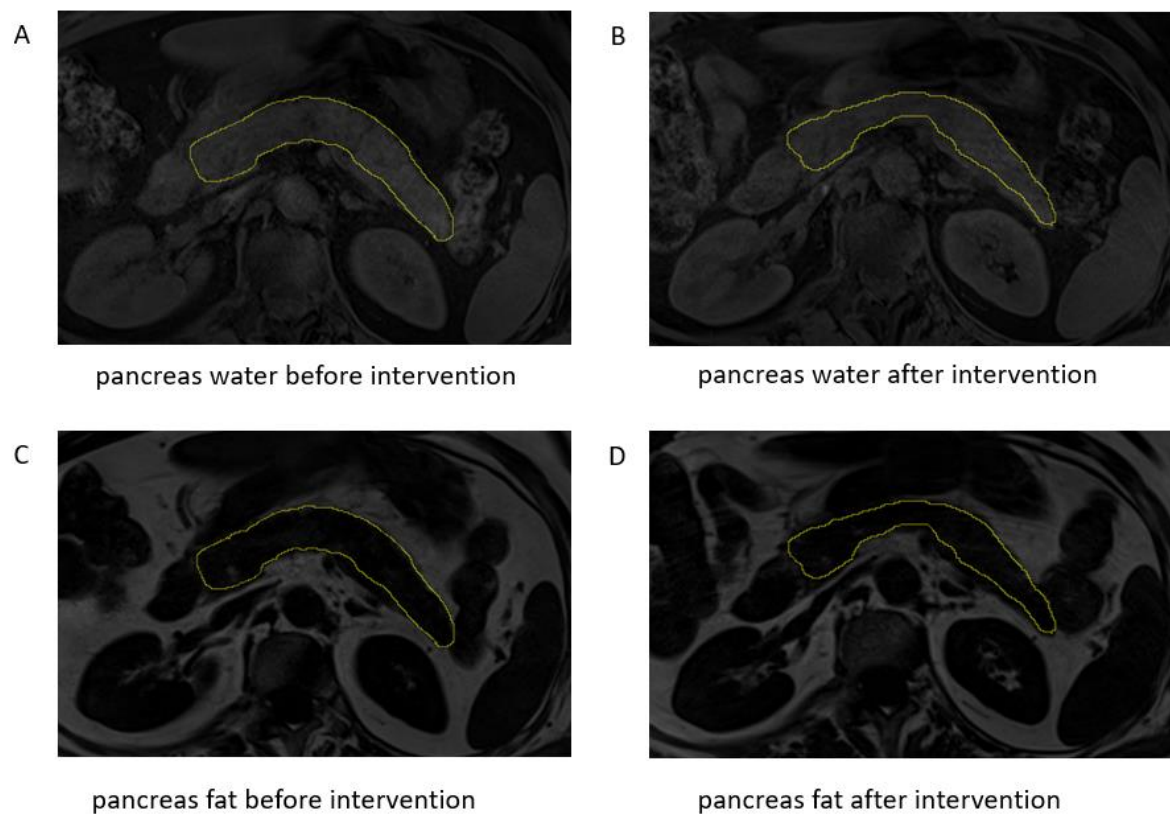 A
B
pancreas water before intervention
pancreas water after intervention
C
D
pancreas fat before intervention
pancreas fat after intervention